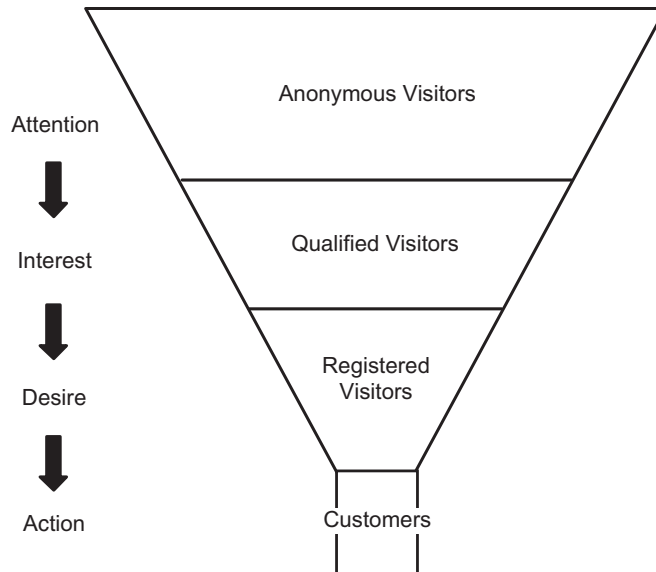 Anonymous Visitors
Attention
Qualified Visitors
Interest
Registered
Visitors
Desire
Customers
Action